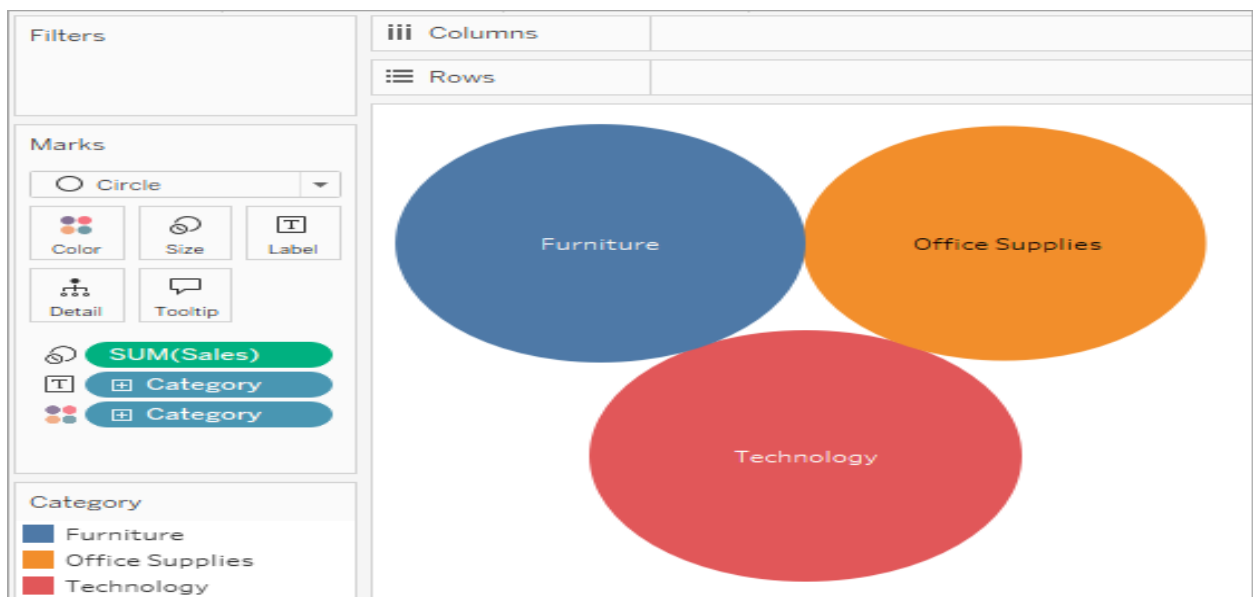 Filters
Columns
Rows
Marks
Circle
Color
Size
Label
Detail
Tooltip
SUM(Sales)
Category
Category
Furniture
Office Supplies
Technology
Category
Furniture
Office Supplies
Technology